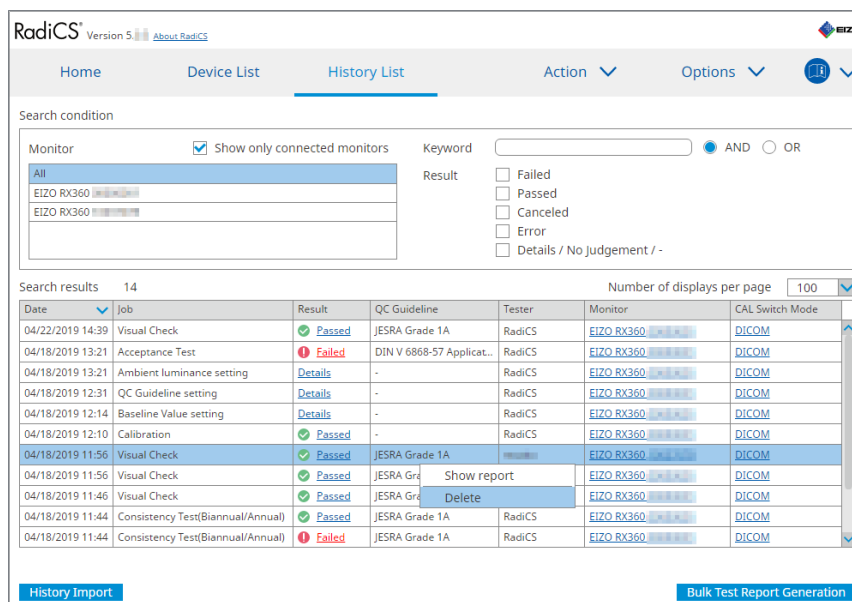 RadiCS® Version 5. About RadiCS EIZ
Home Device List History List Action Options
Search condition
Monitor Show only connected monitors Keyword AND OR
All Result Failed
EIZO RX360 Passed
EIZO RX360 Canceled
Error
Details / No Judgement / -
Search results 14 Number of displays per page 100
Date Job Result QC Guideline Tester Monitor CAL Switch Mode
04/22/2019 14:39 Visual Check Passed JESRA Grade 1A RadiCS EIZO RX360 DICOM
04/18/2019 13:21 Acceptance Test Failed DIN V 6868-57 Applicat... RadiCS EIZO RX360 DICOM
04/18/2019 13:21 Ambient luminance setting Details - RadiCS EIZO RX360 DICOM
04/18/2019 12:31 QC Guideline setting Details - RadiCS EIZO RX360 DICOM
04/18/2019 12:14 Baseline Value setting Details - RadiCS EIZO RX360 DICOM
04/18/2019 12:10 Calibration Passed - RadiCS EIZO RX360 DICOM
04/18/2019 11:56 Visual Check Passed JESRA Grade 1A EIZO RX360 DICOM
04/18/2019 11:56 Visual Check Passed JESRA Gra Show report EIZO RX360 DICOM
04/18/2019 11:46 Visual Check Passed JESRA Gra Delete EIZO RX360 DICOM
04/18/2019 11:44 Consistency Test(Biannual/Annual) Passed JESRA Grade 1A RadiCS EIZO RX360 DICOM
04/18/2019 11:44 Consistency Test(Biannual/Annual) Failed JESRA Grade 1A RadiCS EIZO RX360 DICOM
History Import Bulk Test Report Generation